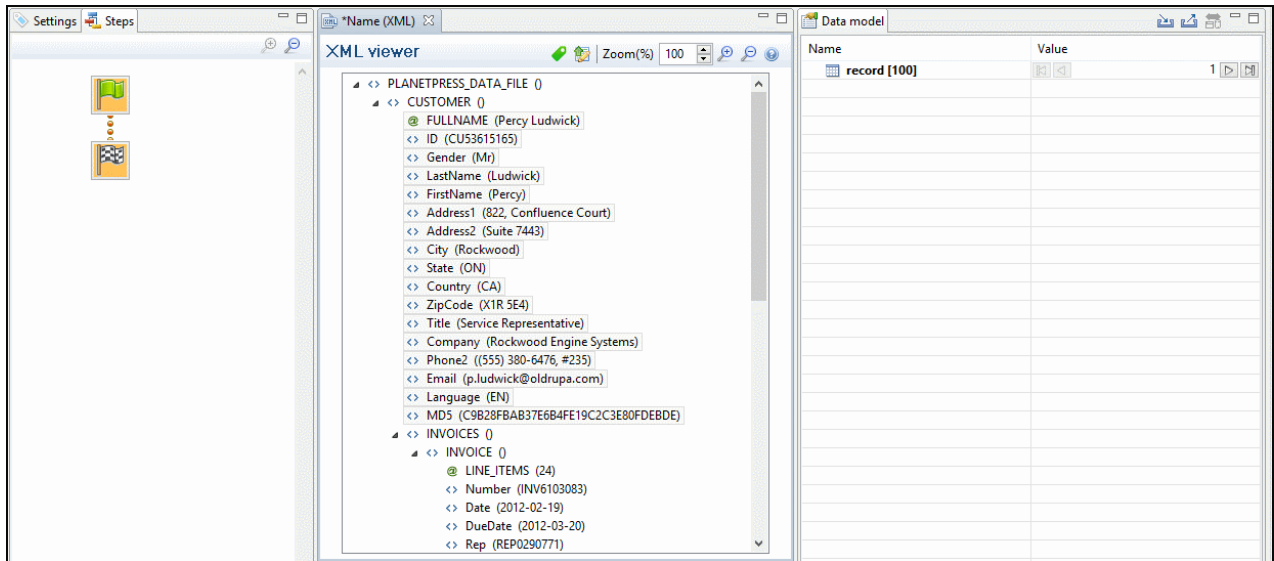 Settings Steps
*Name (XML)
Data model
XML viewer
Zoom(%) 100
Name Value
record [100] 1
PLANETPRESS_DATA_FILE ()
CUSTOMER ()
@ FULLNAME (Percy Ludwick)
<> ID (CU53615165)
<> Gender (Mr)
<> LastName (Ludwick)
<> FirstName (Percy)
<> Address1 (822, Confluence Court)
<> Address2 (Suite 7443)
<> City (Rockwood)
<> State (ON)
<> Country (CA)
<> ZipCode (X1R 5E4)
<> Title (Service Representative)
<> Company (Rockwood Engine Systems)
<> Phone2 ((555) 380-6476, #235)
<> Email (p.ludwick@oldrupa.com)
<> Language (EN)
<> MD5 (C9B28FBAB37E6B4FE19C2C3E80FDEBDE)
<> INVOICES ()
<> INVOICE ()
@ LINE_ITEMS (24)
<> Number (INV6103083)
<> Date (2012-02-19)
<> DueDate (2012-03-20)
<> Rep (REP0290771)